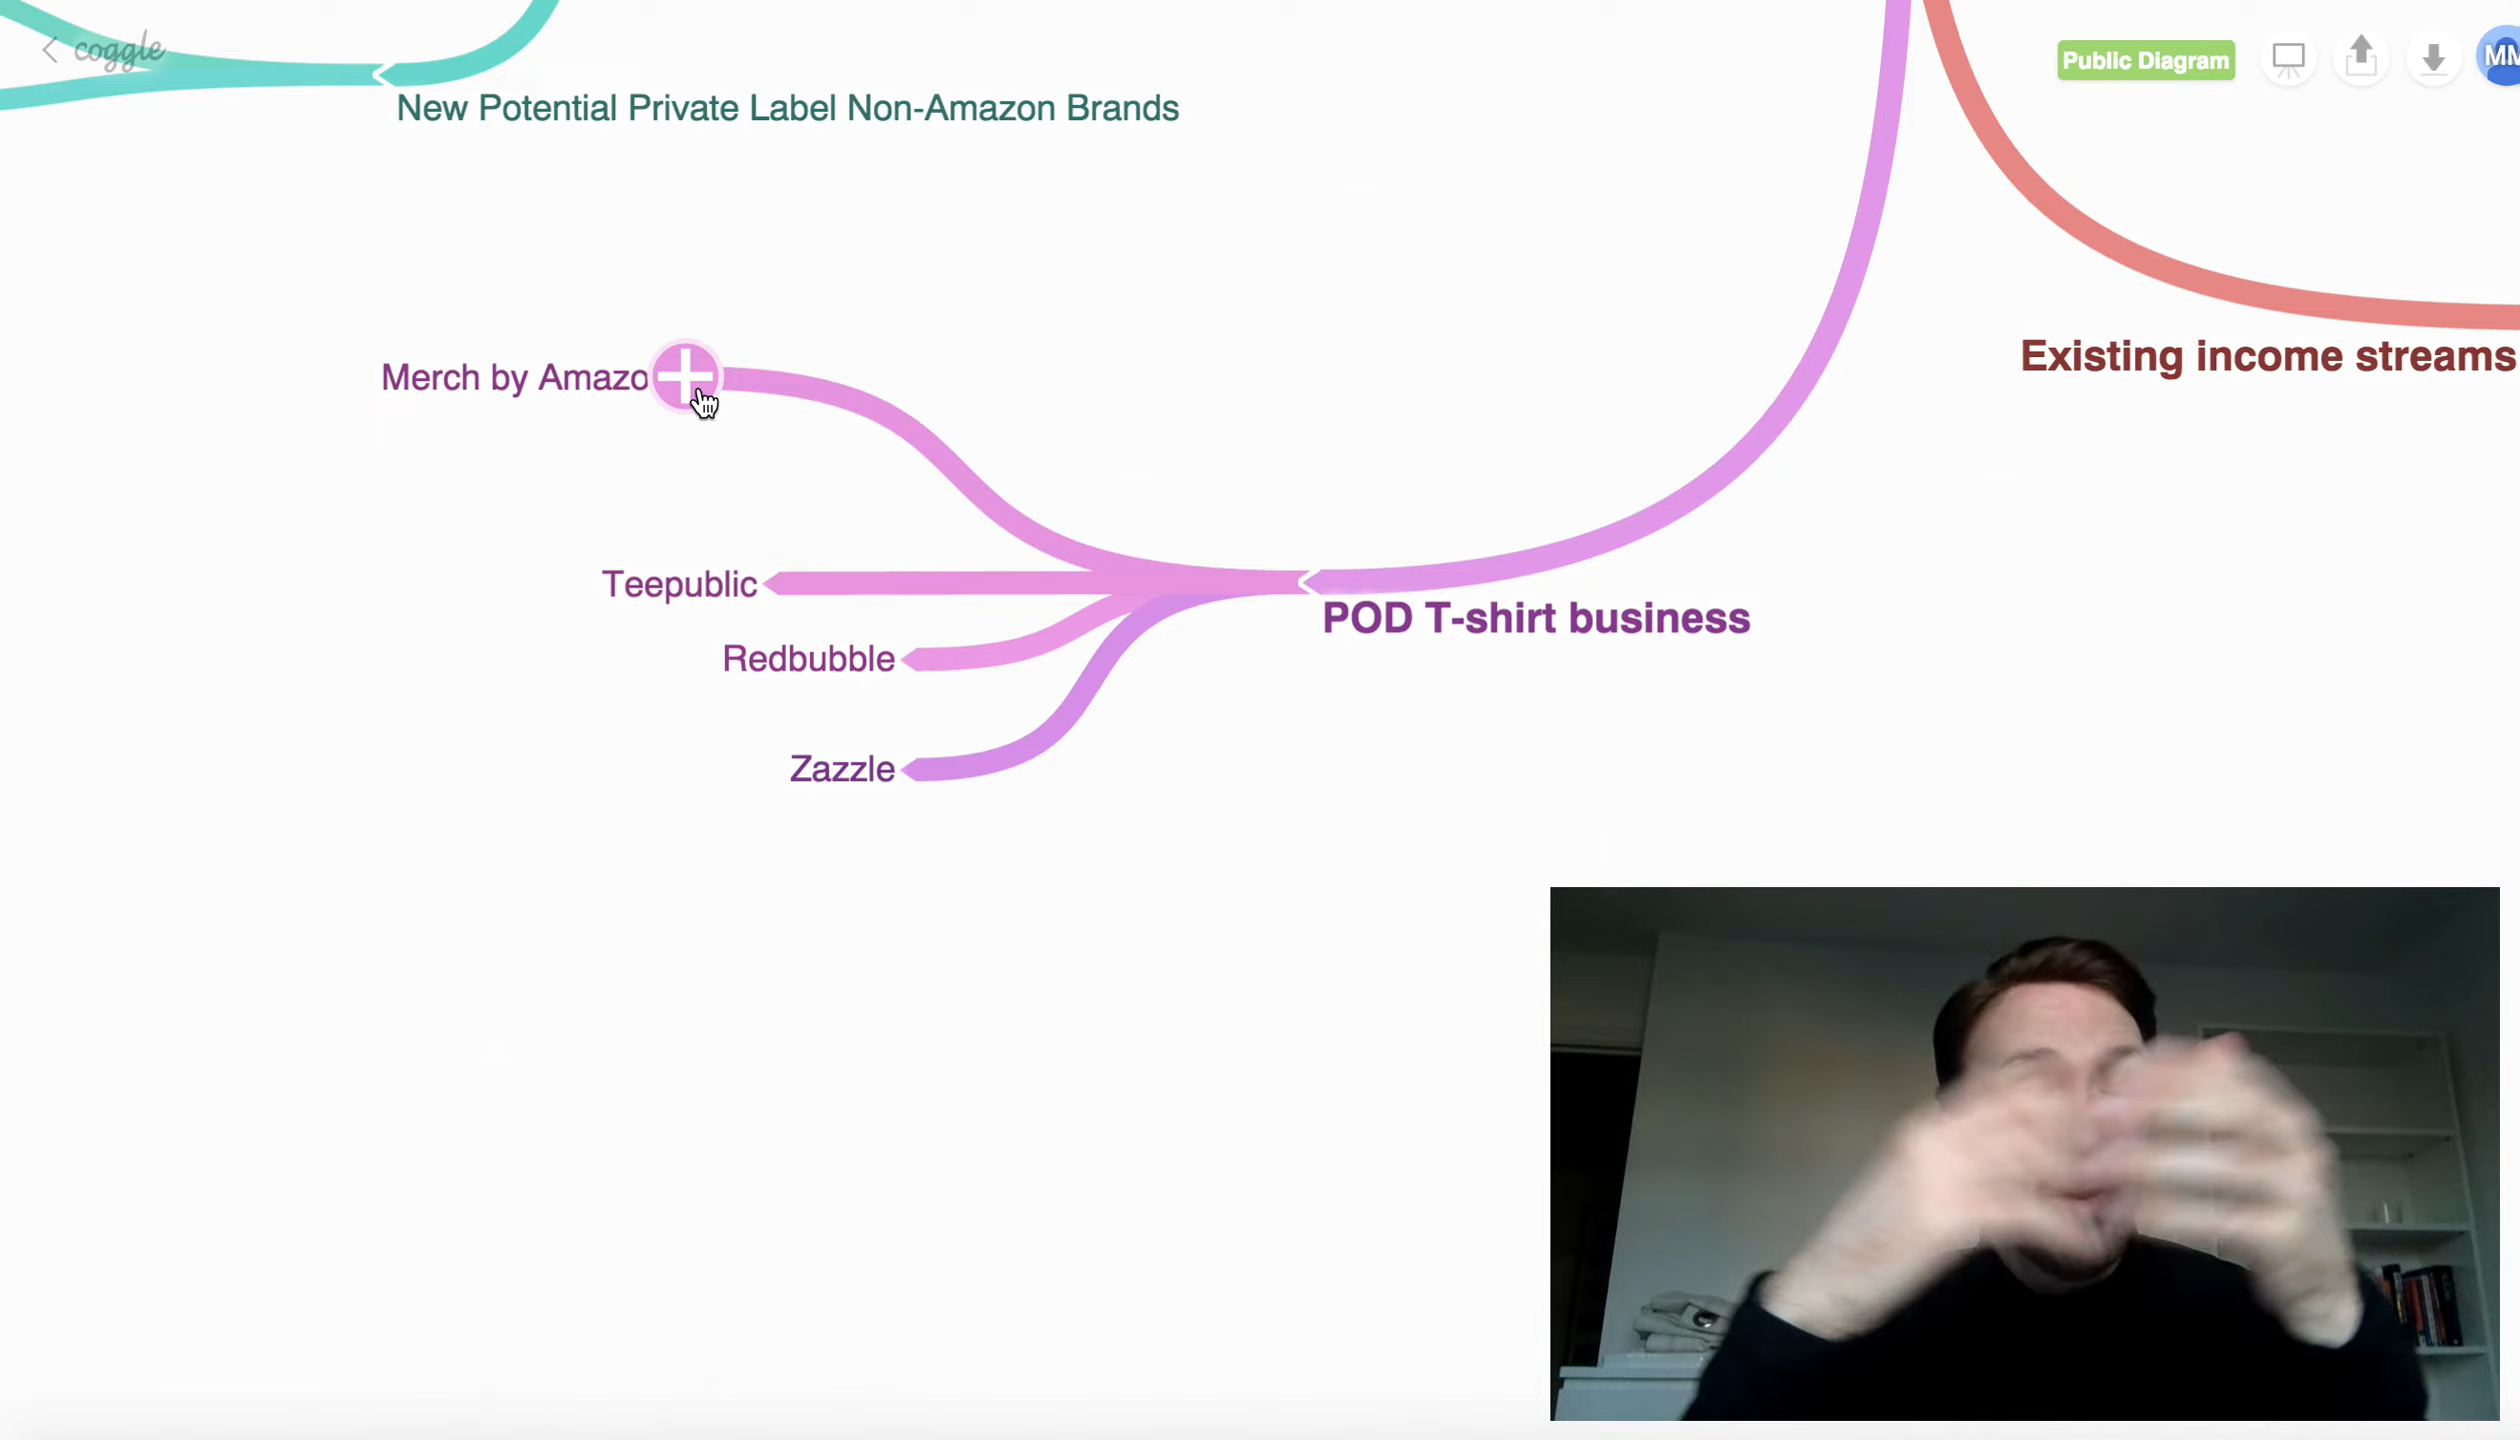 coggle
Public Diagram
MM
New Potential Private Label Non-Amazon Brands
Existing income streams
Merch by Amazo
Teepublic
POD T-shirt business
Redbubble
Zazzle